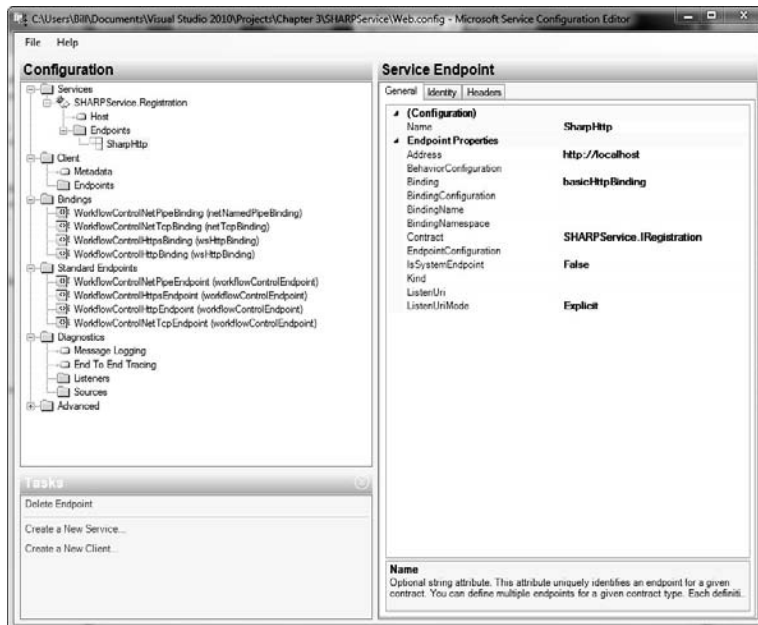 C:\Users\Bill\Documents\Visual Studio 2010\Projects\Chapter 3\SHARPService\Web.config - Microsoft Service Configuration Editor
File Help
Configuration
Services
SHARPService.Registration
Host
Endpoints
SharpHttp
Client
Metadata
Endpoints
Bindings
WorkflowControlNetPipeBinding (netNamedPipeBinding)
WorkflowControlNetTcpBinding (netTcpBinding)
WorkflowControlHttpsBinding (wsHttpBinding)
WorkflowControlHttpBinding (wsHttpBinding)
Standard Endpoints
WorkflowControlNetPipeEndpoint (workflowControlEndpoint)
WorkflowControlHttpsEndpoint (workflowControlEndpoint)
WorkflowControlHttpEndpoint (workflowControlEndpoint)
WorkflowControlNetTcpEndpoint (workflowControlEndpoint)
Diagnostics
Message Logging
End To End Tracing
Listeners
Sources
Advanced
Tasks
Delete Endpoint
Create a New Service...
Create a New Client...
Service Endpoint
General Identity Headers
(Configuration)
Name SharpHttp
Endpoint Properties
Address http://localhost
BehaviorConfiguration
Binding basicHttpBinding
BindingConfiguration
BindingName
BindingNamespace
Contract SHARPService.IRegistration
EndpointConfiguration
IsSystemEndpoint False
Kind
ListenUri
ListenUriMode Explicit
Name
Optional string attribute. This attribute uniquely identifies an endpoint for a given
contract. You can define multiple endpoints for a given contract type. Each definiti...